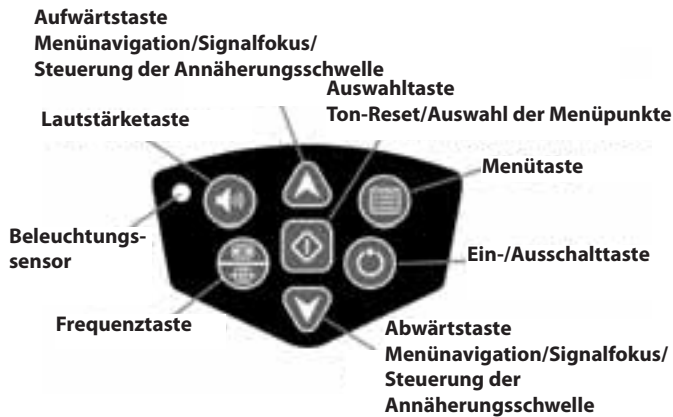 Aufwärtstaste
Menünavigation/Signalfokus/
Steuerung der Annäherungsschwelle
Auswahltaste
Ton-Reset/Auswahl der Menüpunkte
Lautstärketaste
Menütaste
Beleuchtungs-
sensor
Ein-/Ausschalttaste
Frequenztaste
Abwärtstaste
Menünavigation/Signalfokus/
Steuerung der
Annäherungsschwelle